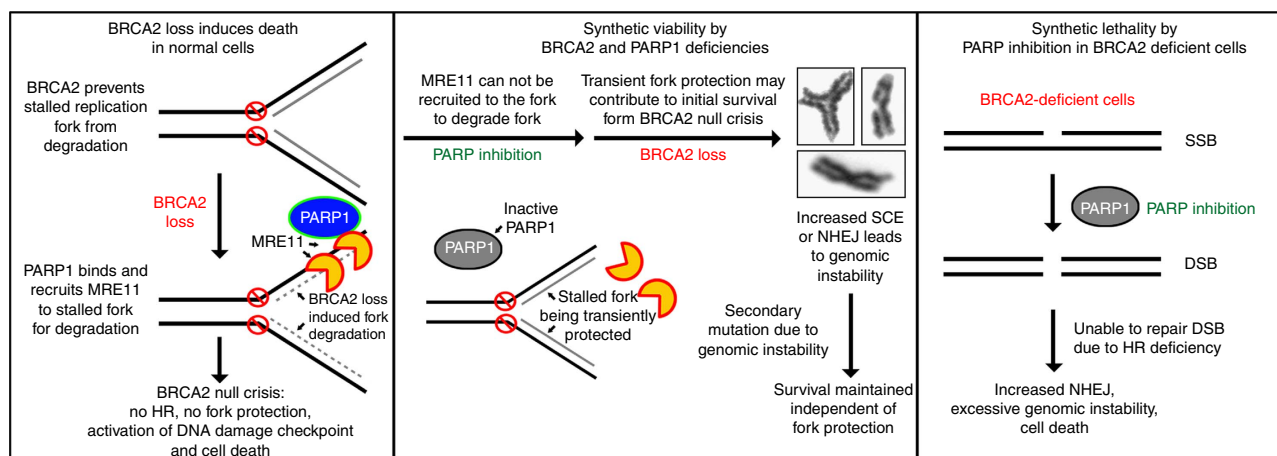 BRCA2 loss induces death
in normal cells
BRCA2 prevents
stalled replication
fork from
degradation
BRCA2
loss
PARP1
MRE11
PARP1 binds and
recruits MRE11
to stalled fork
for degradation
BRCA2 loss
induced fork
degradation
BRCA2 null crisis:
no HR, no fork protection,
activation of DNA damage checkpoint
and cell death
Synthetic viability by
BRCA2 and PARP1 deficiencies
MRE11 can not be
recruited to the fork
to degrade fork
PARP inhibition
Transient fork protection may
contribute to initial survival
form BRCA2 null crisis
BRCA2 loss
Inactive
PARP1
PARP1
Stalled fork
being transiently
protected
Increased SCE
or NHEJ leads
to genomic
instability
Secondary
mutation due to
genomic instability
Survival maintained
independent of
fork protection
Synthetic lethality by
PARP inhibition in BRCA2 deficient cells
BRCA2-deficient cells
SSB
PARP1
PARP inhibition
DSB
Unable to repair DSB
due to HR deficiency
Increased NHEJ,
excessive genomic instability,
cell death